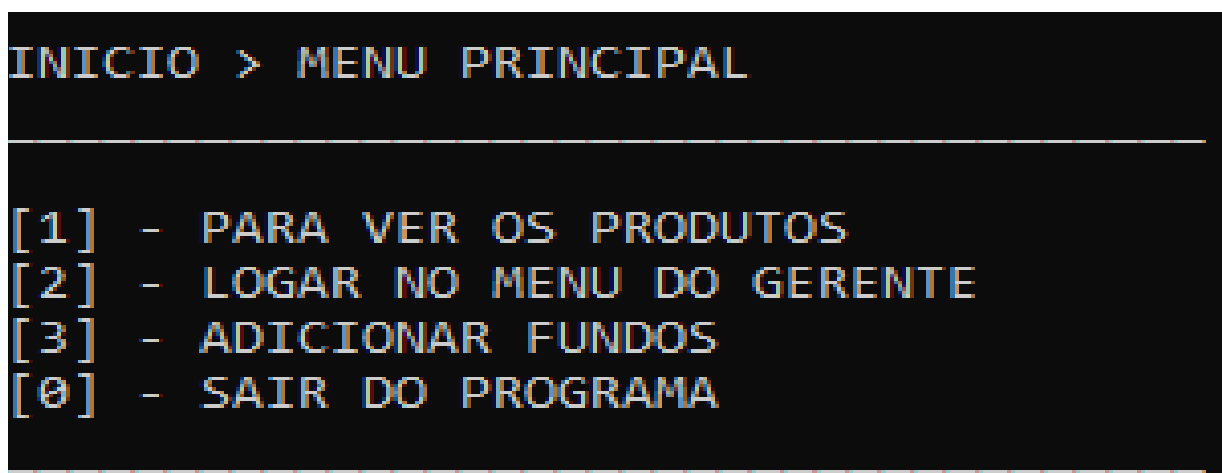 INICIO > MENU PRINCIPAL
[1] - PARA VER OS PRODUTOS
[2] - LOGAR NO MENU DO GERENTE
[3] - ADICIONAR FUNDOS
[0] - SAIR DO PROGRAMA